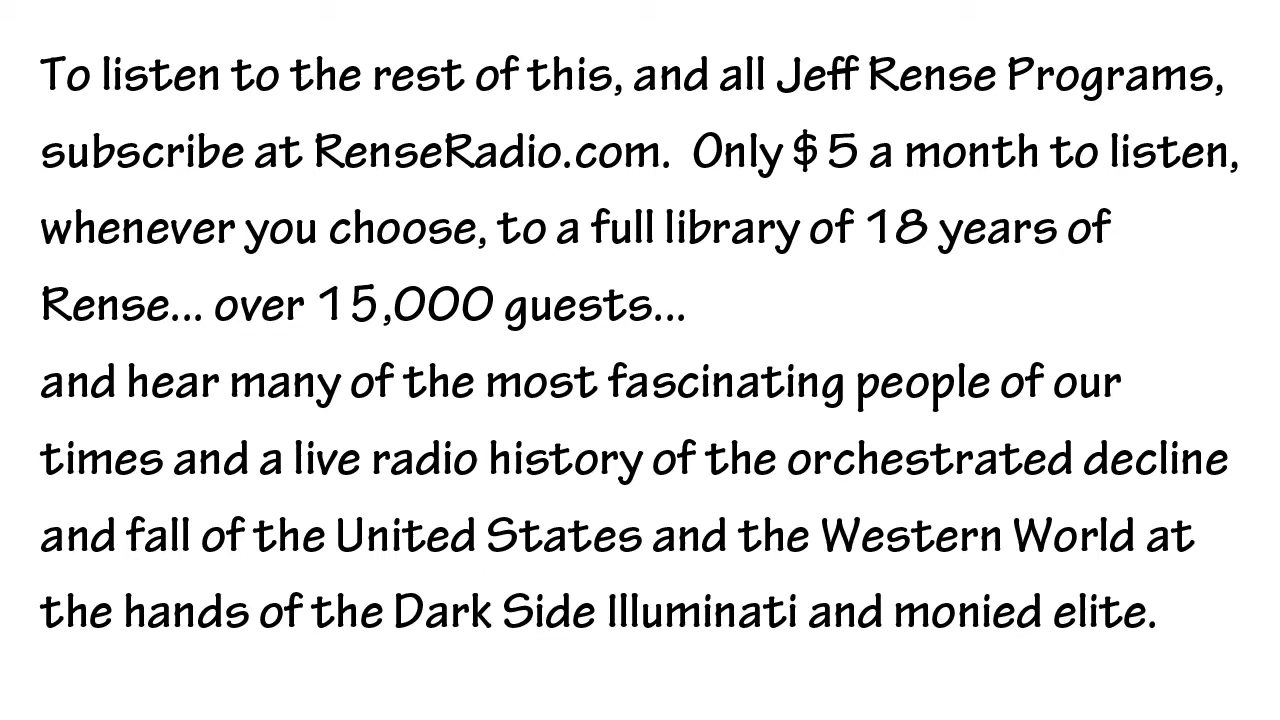 To listen to the rest of this, and all Jeff Rense Programs,
subscribe at RenseRadio.com.  Only $5 a month to listen,
whenever you choose, to a full library of 18 years of
Rense... over 15,000 guests...
and hear many of the most fascinating people of our
times and a live radio history of the orchestrated decline
and fall of the United States and the Western World at
the hands of the Dark Side Illuminati and monied elite.